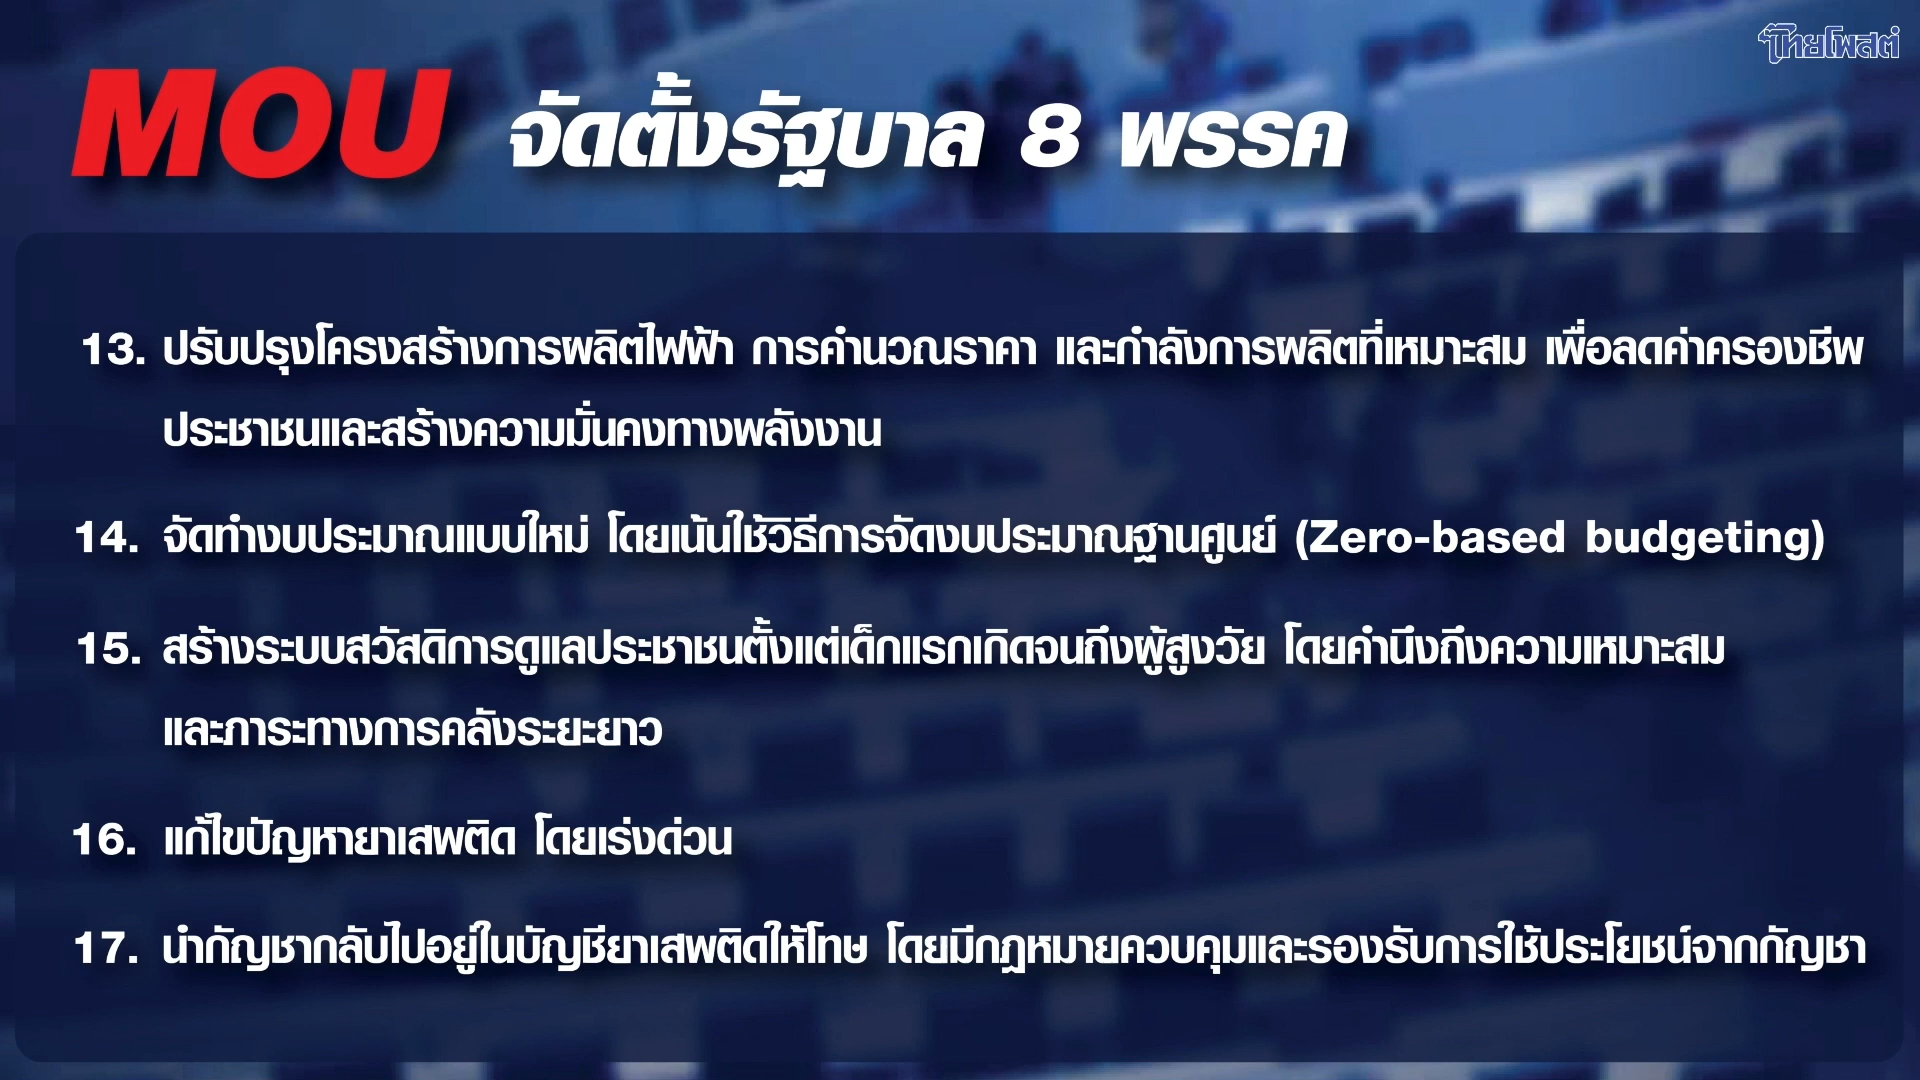 ไทยโพสต์
MOU จัดตั้งรัฐบาล 8 พรรค
13. ปรับปรุงโครงสร้างการผลิตไฟฟ้า การคำนวณราคา และกำลังการผลิตที่เหมาะสม เพื่อลดค่าครองชีพ
ประชาชนและสร้างความมั่นคงทางพลังงาน
14. จัดทำงบประมาณแบบใหม่ โดยเน้นใช้วิธีการจัดงบประมาณฐานศูนย์ (Zero-based budgeting)
15. สร้างระบบสวัสดิการดูแลประชาชนตั้งแต่เด็กแรกเกิดจนถึงผู้สูงวัย โดยคำนึงถึงความเหมาะสม
และภาระทางการคลังระยะยาว
16. แก้ไขปัญหายาเสพติด โดยเร่งด่วน
17. นำกัญชากลับไปอยู่ในบัญชียาเสพติดให้โทษ โดยมีกฎหมายควบคุมและรองรับการใช้ประโยชน์จากกัญชา